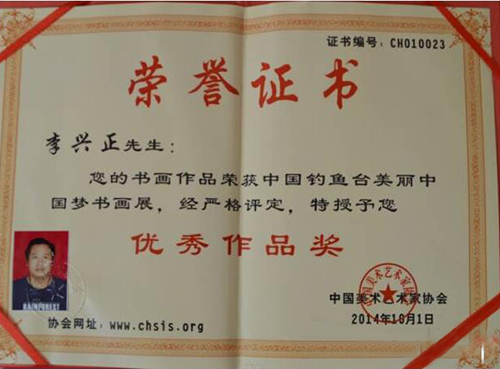 证书编号：CH010023
荣誉证书
李兴正先生：
您的书画作品荣获中国钓鱼台美丽中
国梦书画展，经严格评定，特授予您
优秀作品奖
RAINFOREST
中国美术艺术家协会
协会网址：www.chsis.org
2014年10月1日